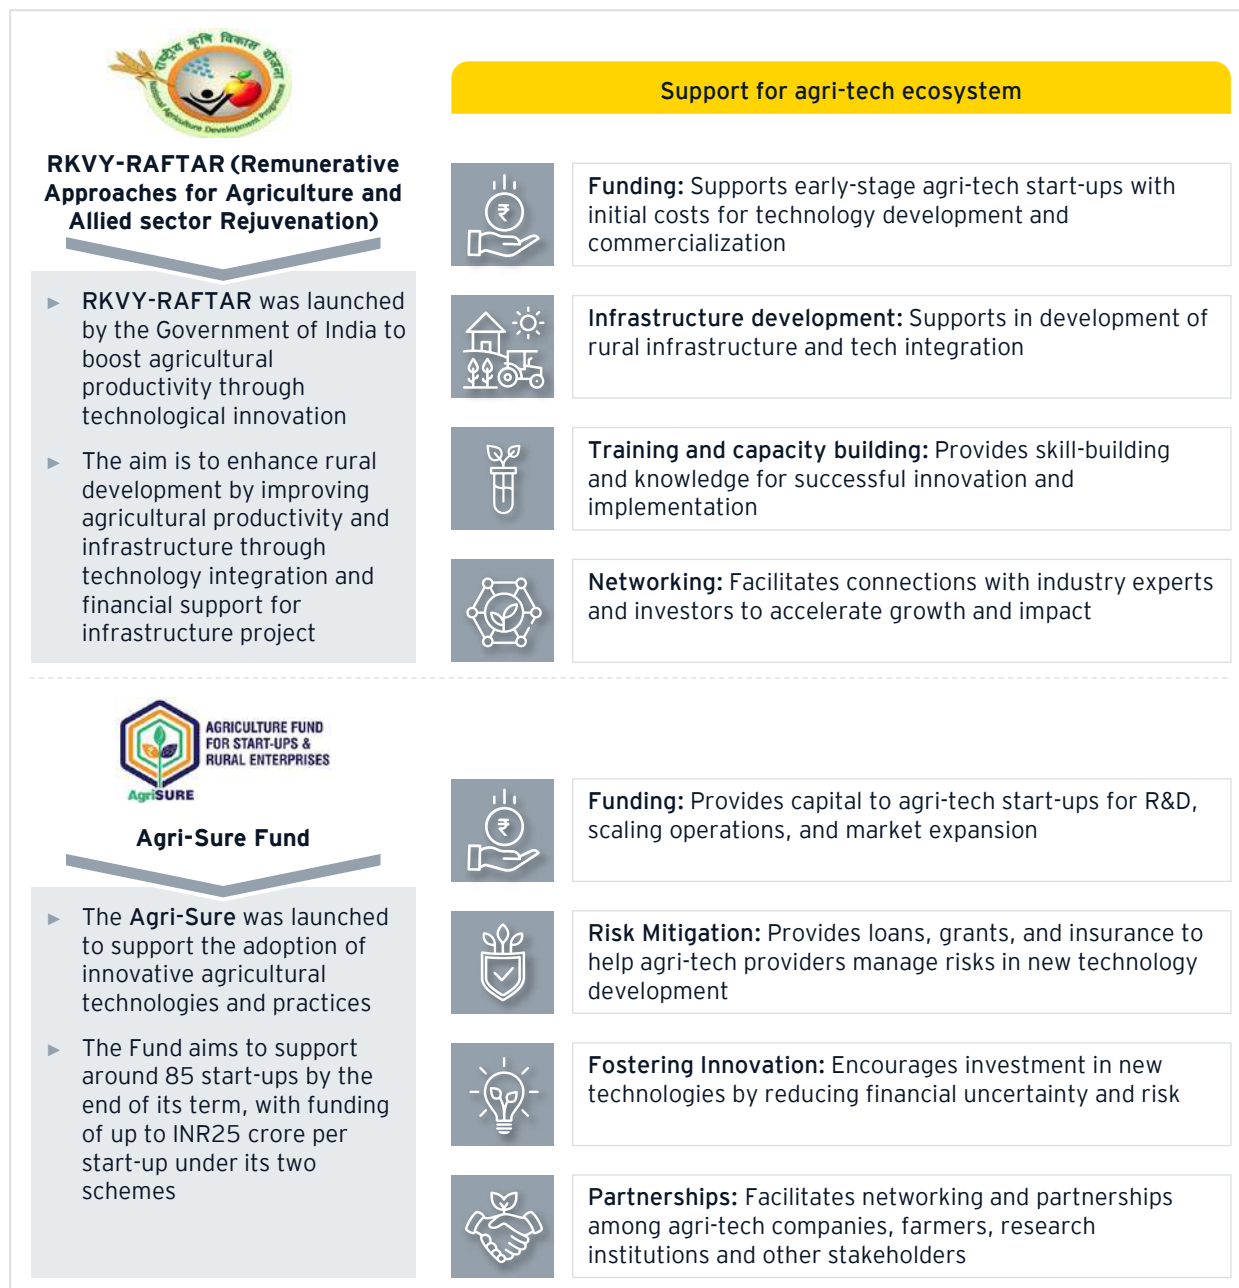 राष्ट्रीय कृषि विकास योजना
National Agriculture Development Programme
Support for agri-tech ecosystem
RKVY-RAFTAR (Remunerative
Approaches for Agriculture and
Allied sector Rejuvenation)
► RKVY-RAFTAR was launched
by the Government of India to
boost agricultural
productivity through
technological innovation
► The aim is to enhance rural
development by improving
agricultural productivity and
infrastructure through
technology integration and
financial support for
infrastructure project
₹
Funding: Supports early-stage agri-tech start-ups with
initial costs for technology development and
commercialization
Infrastructure development: Supports in development of
rural infrastructure and tech integration
Training and capacity building: Provides skill-building
and knowledge for successful innovation and
implementation
Networking: Facilitates connections with industry experts
and investors to accelerate growth and impact
AGRICULTURE FUND
FOR START-UPS &
RURAL ENTERPRISES
AgriSURE
Agri-Sure Fund
► The Agri-Sure was launched
to support the adoption of
innovative agricultural
technologies and practices
► The Fund aims to support
around 85 start-ups by the
end of its term, with funding
of up to INR25 crore per
start-up under its two
schemes
₹
Funding: Provides capital to agri-tech start-ups for R&D,
scaling operations, and market expansion
Risk Mitigation: Provides loans, grants, and insurance to
help agri-tech providers manage risks in new technology
development
Fostering Innovation: Encourages investment in new
technologies by reducing financial uncertainty and risk
Partnerships: Facilitates networking and partnerships
among agri-tech companies, farmers, research
institutions and other stakeholders